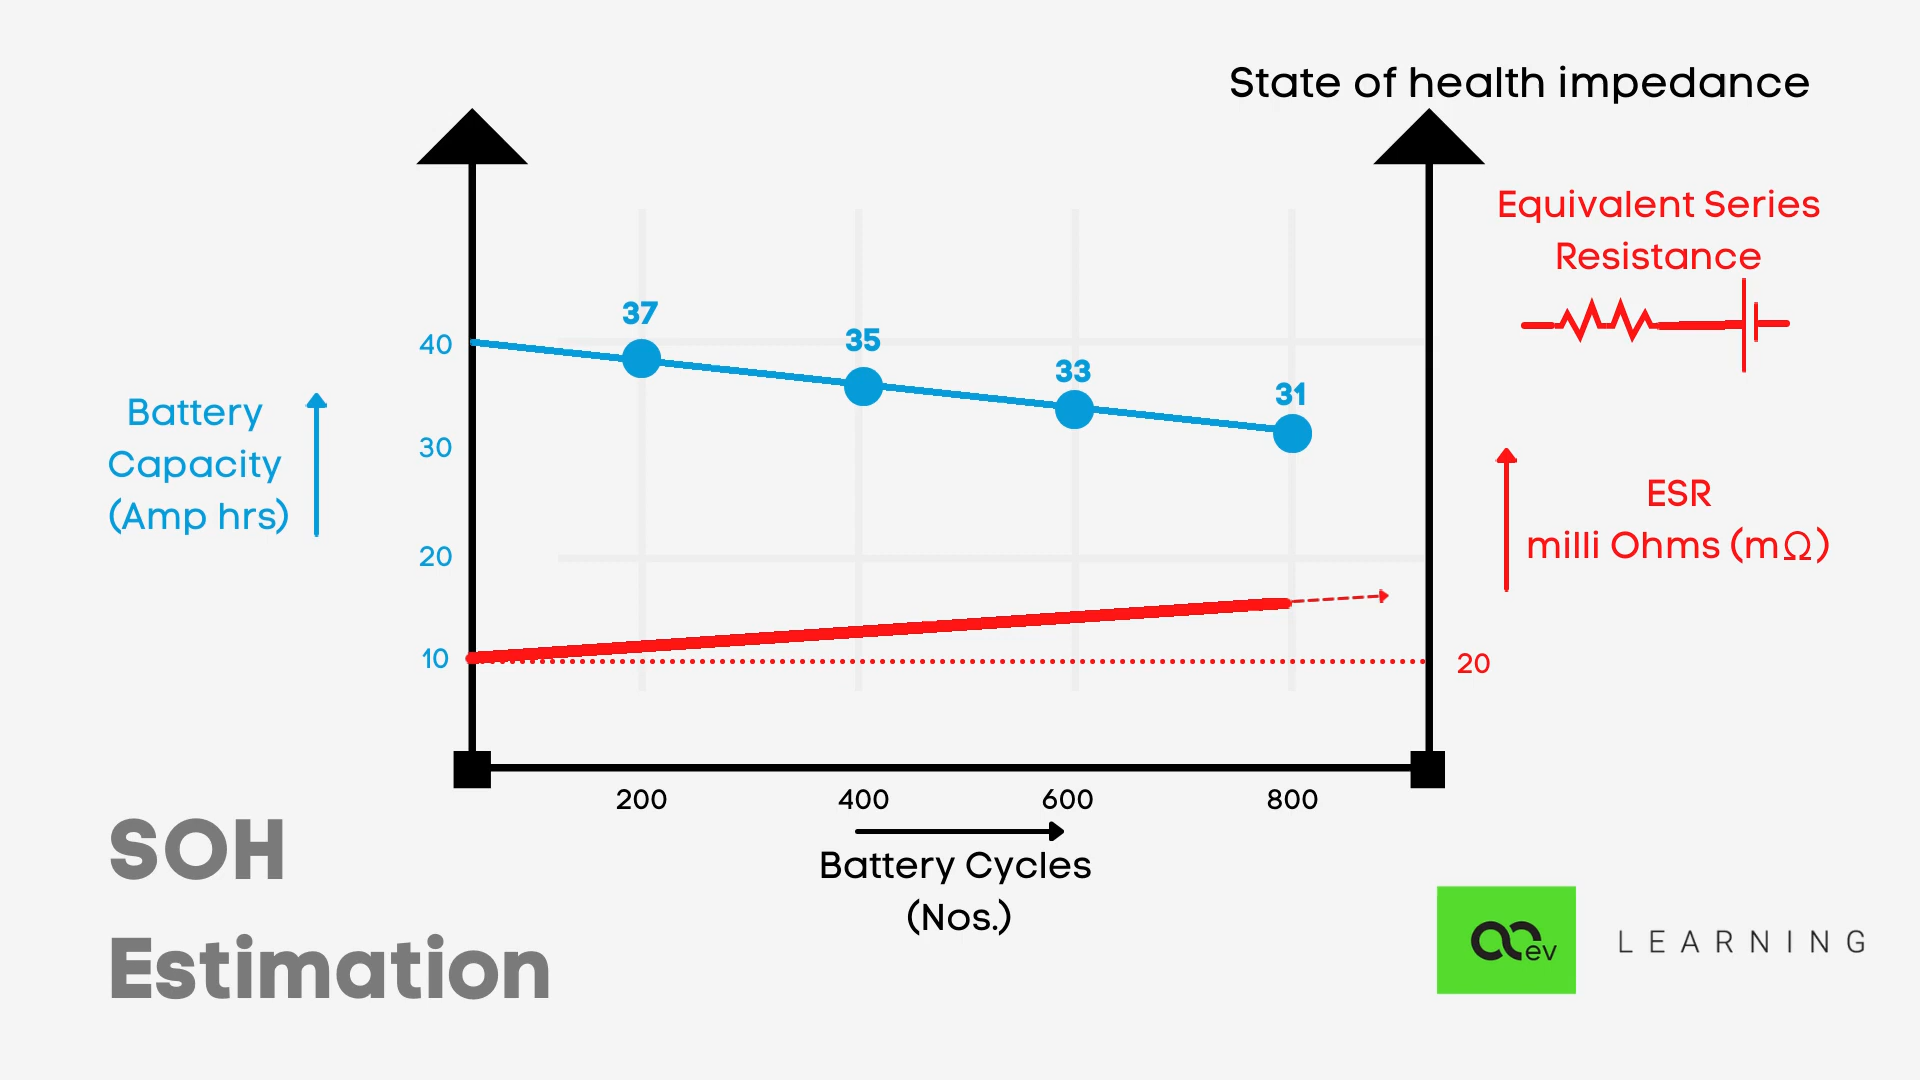 State of health impedance
Equivalent Series
Resistance
37
35
33
31
40
30
20
10
Battery
Capacity
(Amp hrs)
ESR
milli Ohms (mΩ)
20
200
400
600
800
Battery Cycles
(Nos.)
SOH
Estimation
ev
LEARNING